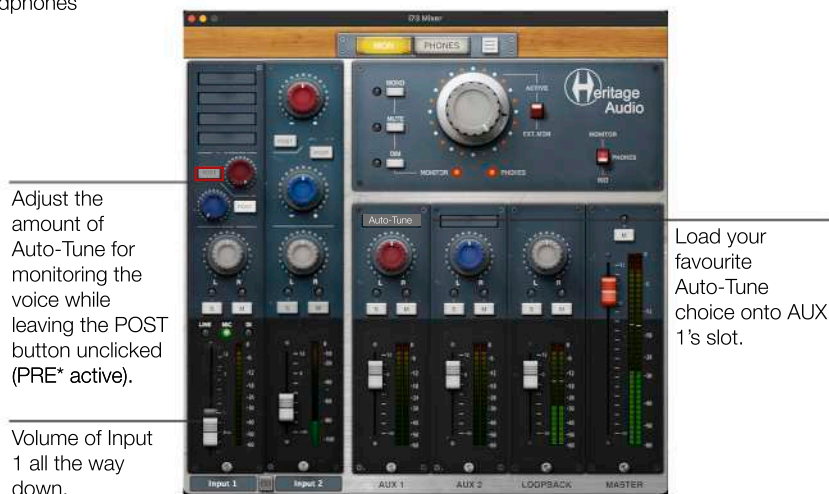 dphones
i73 Mixer
MON
PHONES
MONO
MUTE
DIM
ACTIVE
EXT. MON
MONITOR
PHONES
Heritage
Audio
MONITOR
PHONES
POST
POST
POST
POST
Adjust the
amount of
Auto-Tune for
monitoring the
voice while
leaving the POST
button unclicked
(PRE* active).
Volume of Input
1 all the way
down.
L R
L R
S M
S M
LINE MIC DI
Input 1
Input 2
Auto-Tune
L R
L R
L R
S M
S M
S M
M
AUX 1
AUX 2
LOOPBACK
MASTER
Load your
favourite
Auto-Tune
choice onto AUX
1's slot.